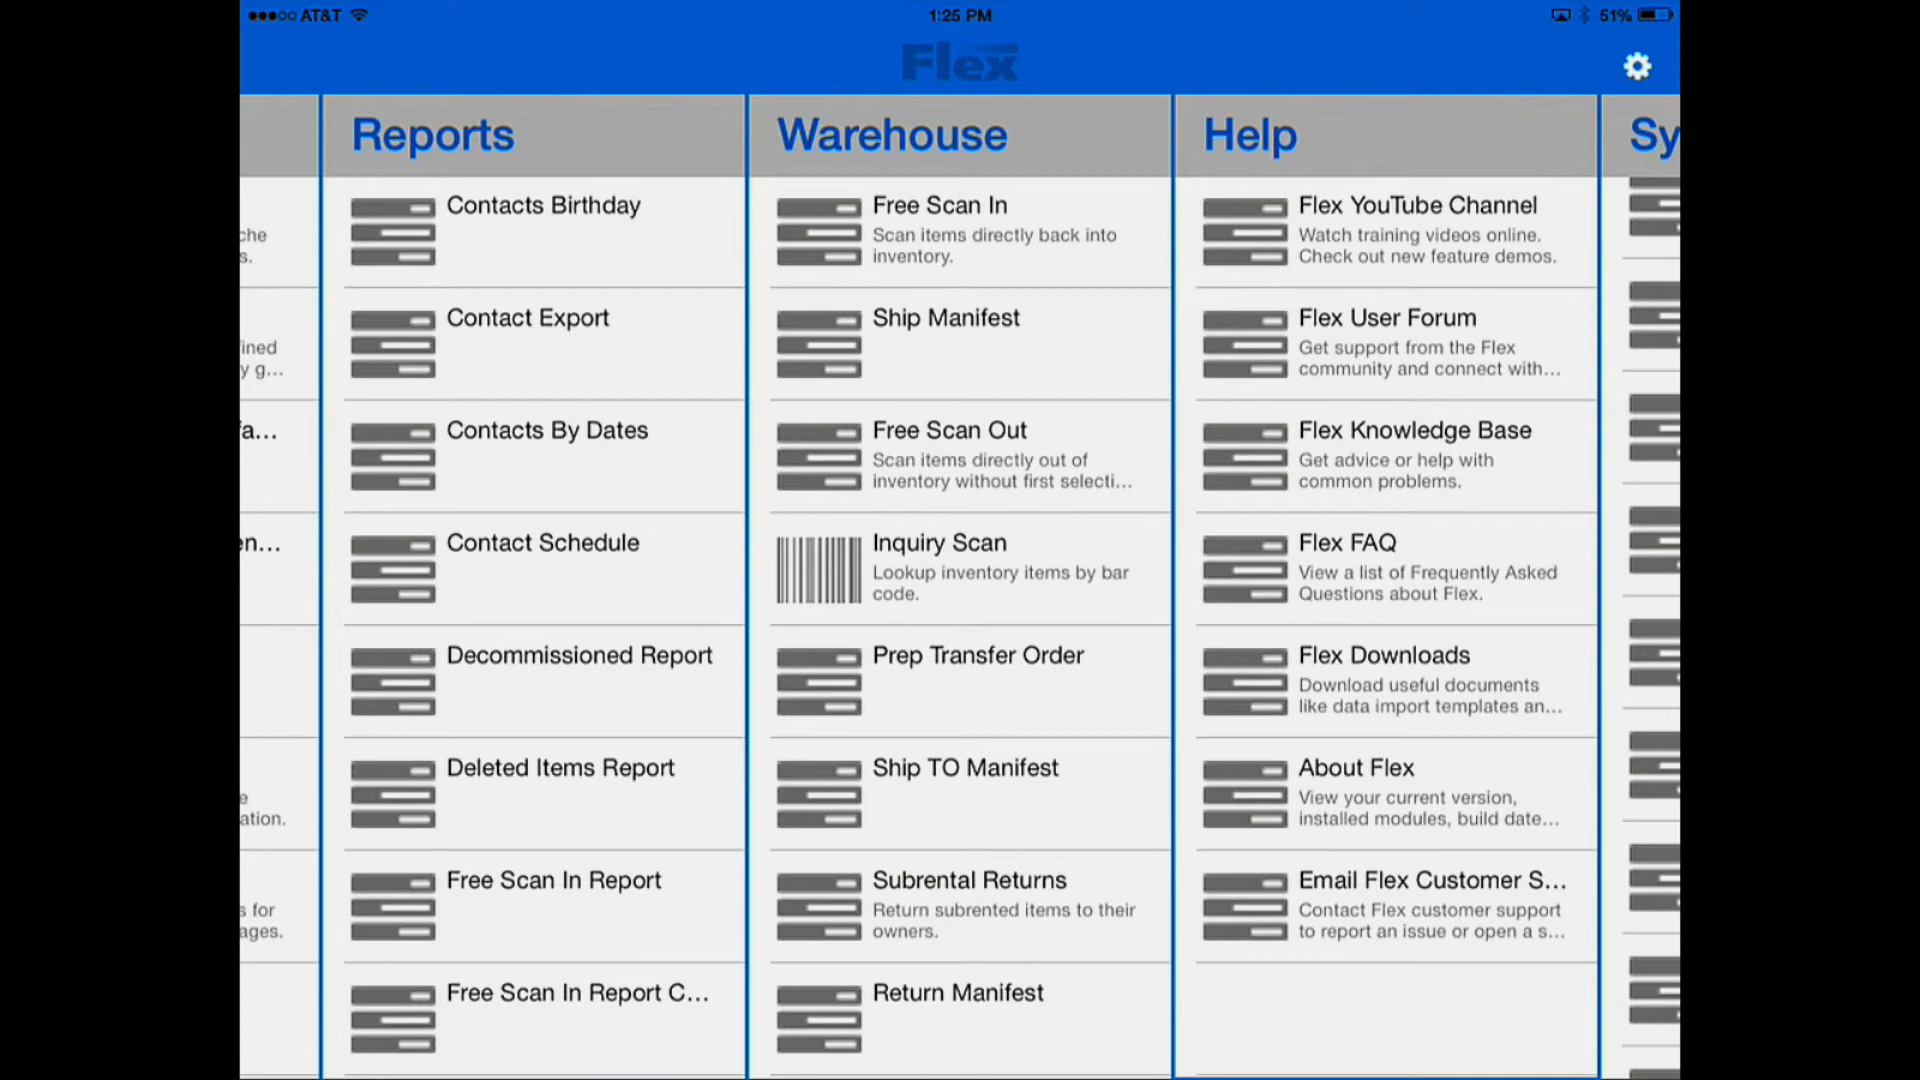 AT&T
1:25 PM
51%
Flex
che
s.
fined
y g...
'a...
en...
e
ation.
s for
ages.
Reports
Contacts Birthday
Contact Export
Contacts By Dates
Contact Schedule
Decommissioned Report
Deleted Items Report
Free Scan In Report
Free Scan In Report C...
Warehouse
Free Scan In
Scan items directly back into
inventory.
Ship Manifest
Free Scan Out
Scan items directly out of
inventory without first selecti...
Inquiry Scan
Lookup inventory items by bar
code.
Prep Transfer Order
Ship TO Manifest
Subrental Returns
Return subrented items to their
owners.
Return Manifest
Help
Flex YouTube Channel
Watch training videos online.
Check out new feature demos.
Flex User Forum
Get support from the Flex
community and connect with...
Flex Knowledge Base
Get advice or help with
common problems.
Flex FAQ
View a list of Frequently Asked
Questions about Flex.
Flex Downloads
Download useful documents
like data import templates an...
About Flex
View your current version,
installed modules, build date...
Email Flex Customer S...
Contact Flex customer support
to report an issue or open a s...
Sy